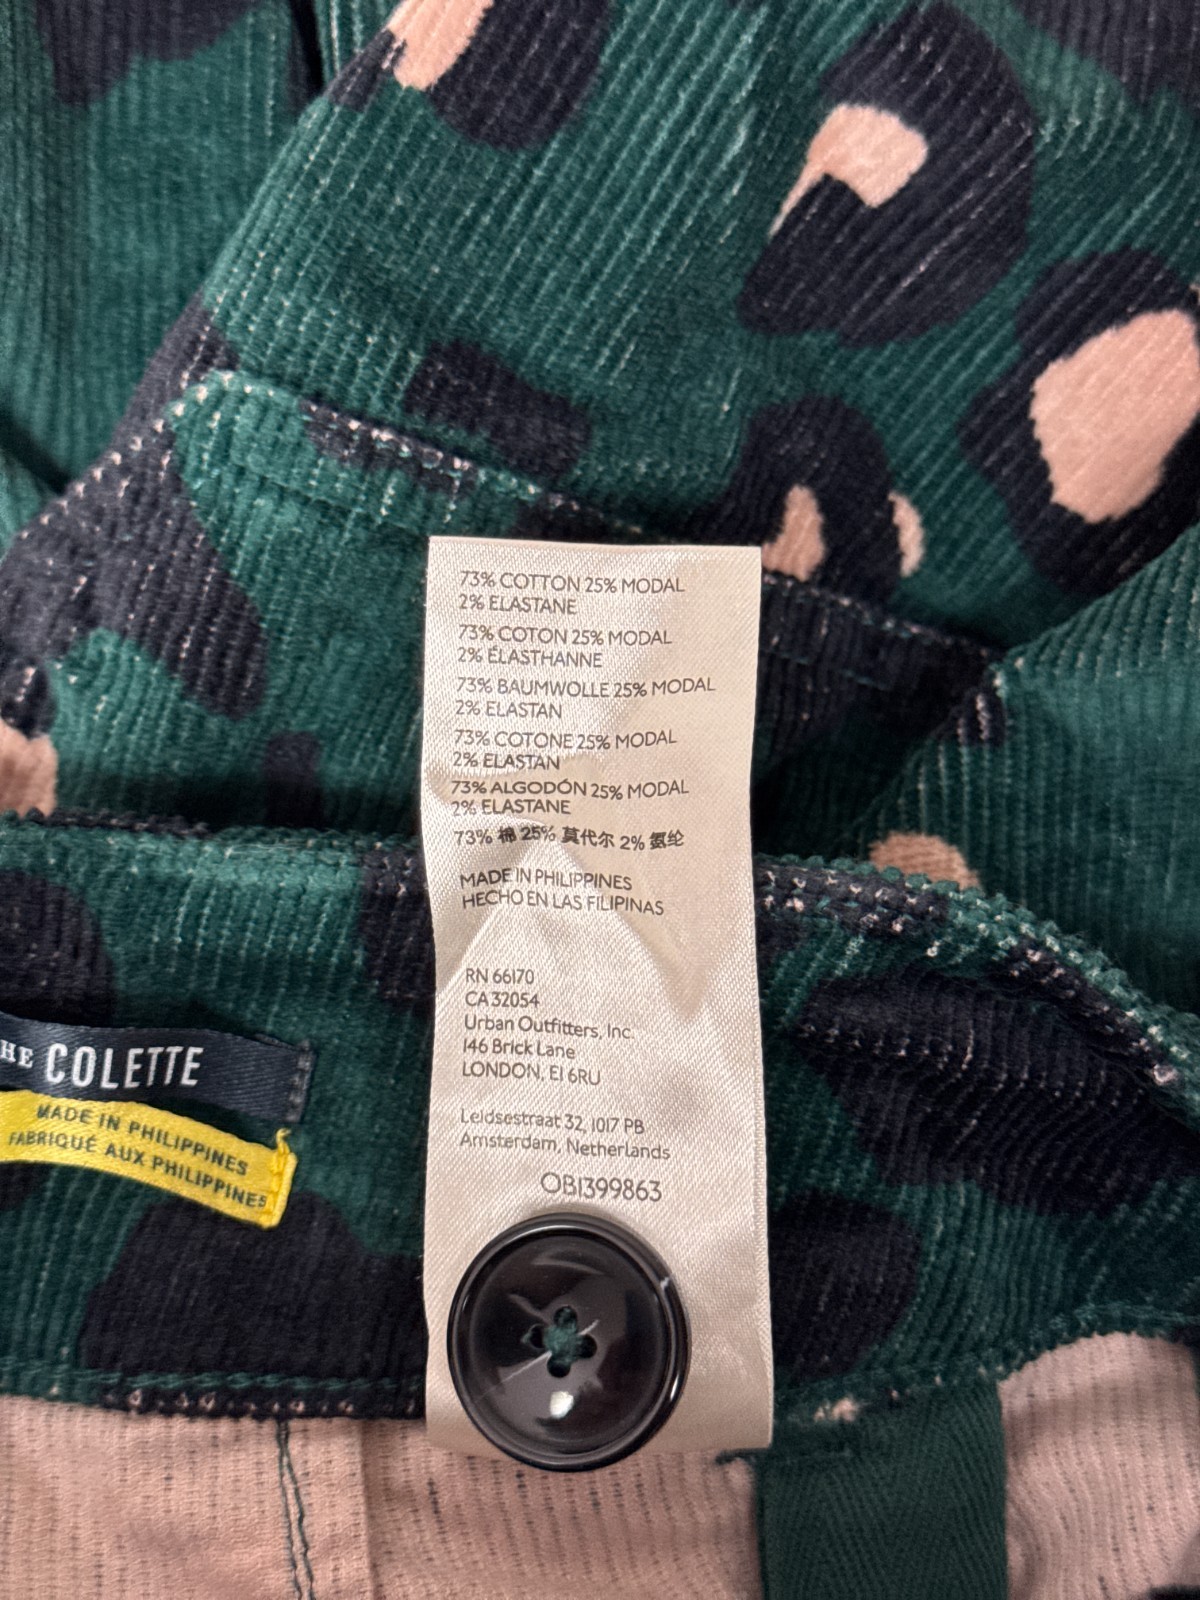 73% COTTON 25% MODAL
2% ELASTANE
73% COTON 25% MODAL
2% ÉLASTHANNE
73% BAUMWOLLE 25% MODAL
2% ELASTAN
73% COTONE 25% MODAL
2% ELASTAN
73% ALGODÓN 25% MODAL
2% ELASTANE
73% 棉 25% 莫代尔 2% 氨纶
MADE IN PHILIPPINES
HECHO EN LAS FILIPINAS
RN 66170
CA 32054
Urban Outfitters, Inc.
146 Brick Lane
LONDON, E1 6RU
Leidsestraat 32, 1017 PB
Amsterdam, Netherlands
OB1399863
HE COLETTE
MADE IN PHILIPPINES
FABRIQUÉ AUX PHILIPPINES